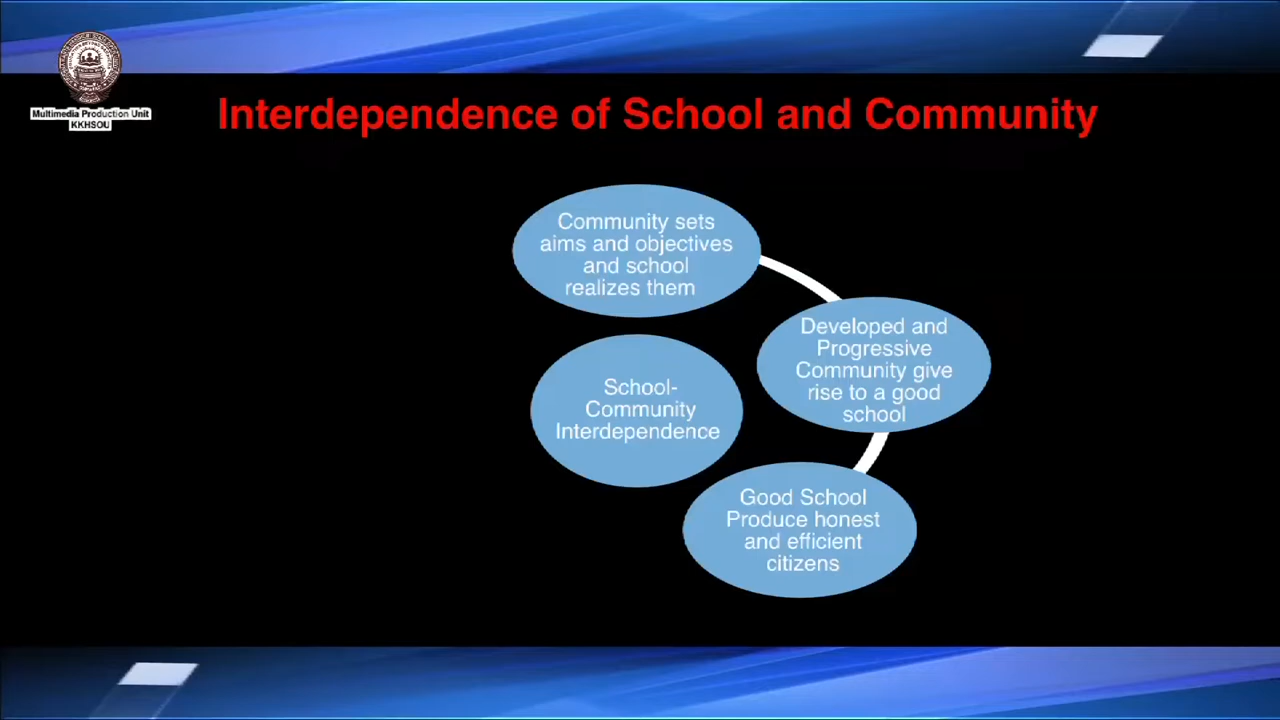 Multimedia Production Unit
KKHSOU
Interdependence of School and Community
Community sets
aims and objectives
and school
realizes them
Developed and
Progressive
Community give
rise to a good
school
School-
Community
Interdependence
Good School
Produce honest
and efficient
citizens